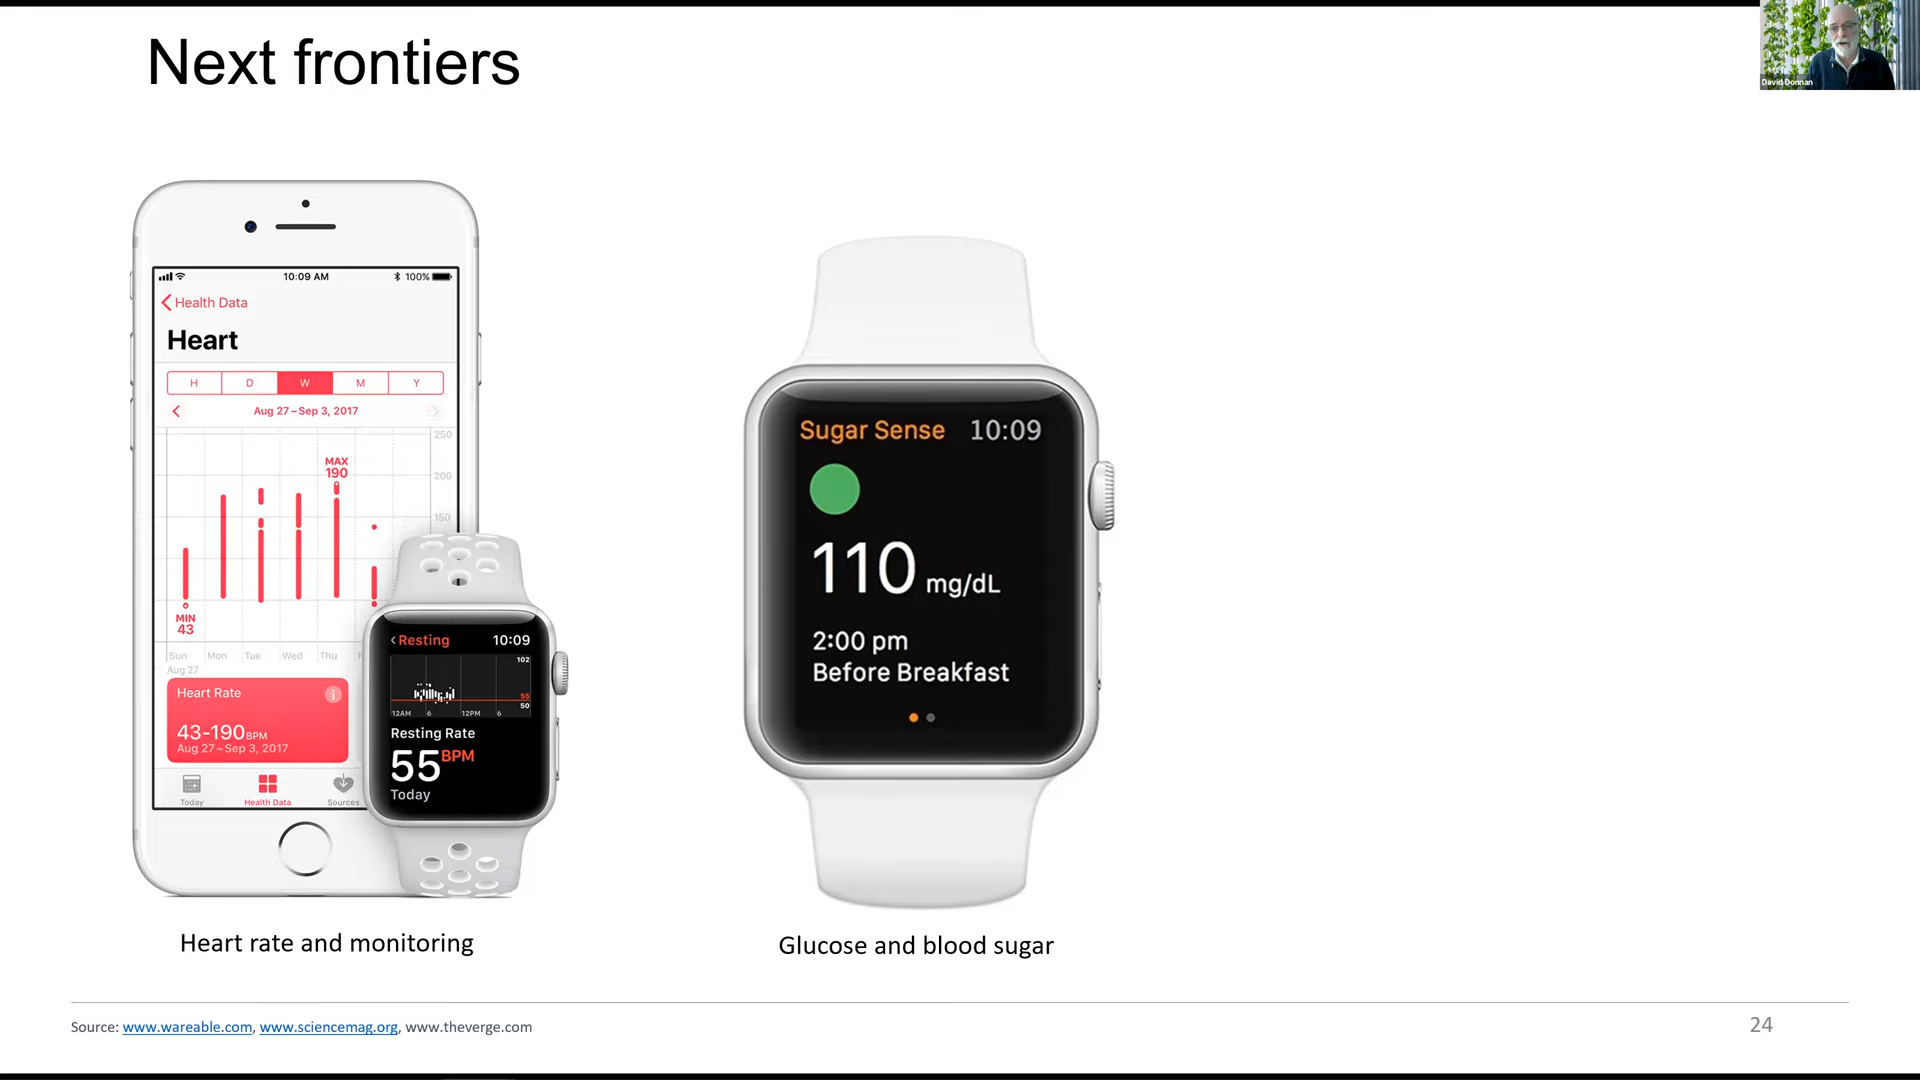 Next frontiers
David Donnan
10:09 AM
100%
Health Data
Heart
H D W M Y
Aug 27 – Sep 3, 2017
250
MAX
190
200
150
MIN
43
Sun Mon Tue Wed Thu F
Aug 27
Heart Rate
43-190 BPM
Aug 27 – Sep 3, 2017
Today Health Data Sources
Resting 10:09
102
55
50
12AM 6 12PM 6
Resting Rate
55 BPM
Today
Sugar Sense 10:09
110 mg/dL
2:00 pm
Before Breakfast
Heart rate and monitoring
Glucose and blood sugar
Source: www.wareable.com, www.sciencemag.org, www.theverge.com
24